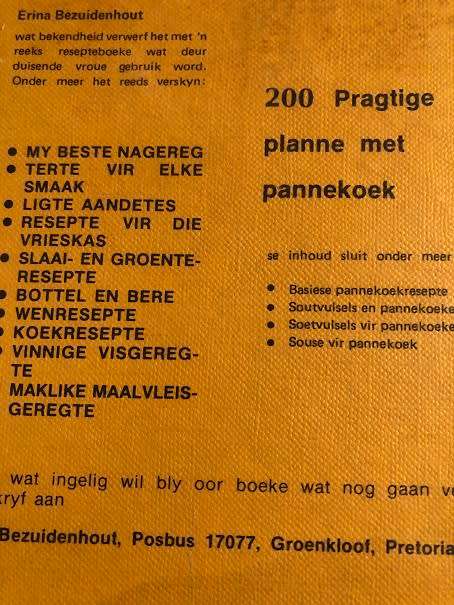 Erina Bezuidenhout
wat bekendheid verwerf het met 'n
reeks resepteboeke wat deur
duisende vroue gebruik word.
Onder meer het reeds verskyn:
● MY BESTE NAGEREG
● TERTE VIR ELKE
SMAAK
● LIGTE AANDETES
● RESEPTE VIR DIE
VRIESKAS
● SLAAI- EN GROENTE-
RESEPTE
● BOTTEL EN BERE
● WENRESEPTE
● KOEKRESEPTE
● VINNIGE VISGEREG-
TE
MAKLIKE MAALVLEIS-
GEREGTE
200 Pragtige
planne met
pannekoek
se inhoud sluit onder meer
● Basiese pannekoekresepte
● Soutvulsels en pannekoeke
● Soetvulsels vir pannekoeke
● Souse vir pannekoek
wat ingelig wil bly oor boeke wat nog gaan
kryf aan
Bezuidenhout, Posbus 17077, Groenkloof, Pretoria